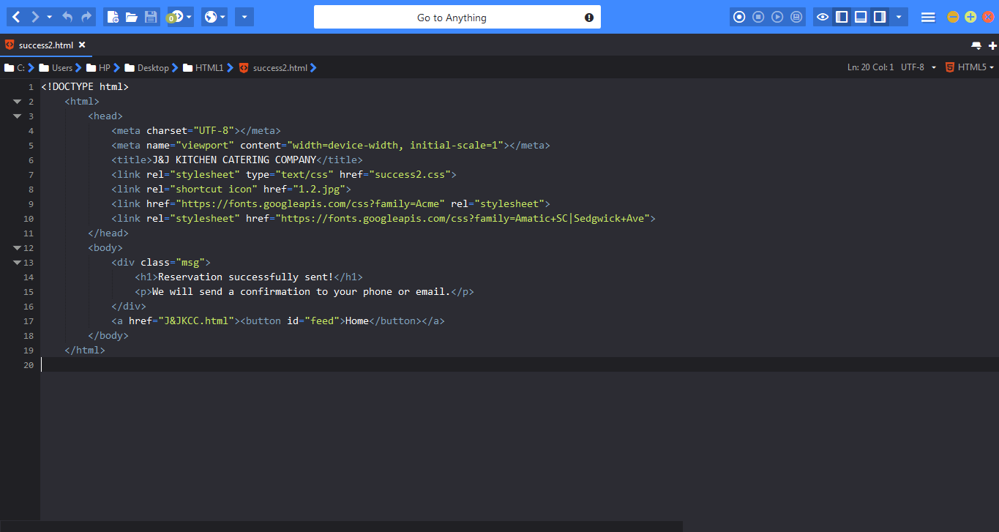 Go to Anything
0
success2.html
C: Users HP Desktop HTML1 success2.html Ln: 20 Col: 1 UTF-8 HTML5
1 <!DOCTYPE html>
2 <html>
3 <head>
4 <meta charset="UTF-8"></meta>
5 <meta name="viewport" content="width=device-width, initial-scale=1"></meta>
6 <title>J&J KITCHEN CATERING COMPANY</title>
7 <link rel="stylesheet" type="text/css" href="success2.css">
8 <link rel="shortcut icon" href="1.2.jpg">
9 <link href="https://fonts.googleapis.com/css?family=Acme" rel="stylesheet">
10 <link rel="stylesheet" href="https://fonts.googleapis.com/css?family=Amatic+SC|Sedgwick+Ave">
11 </head>
12 <body>
13 <div class="msg">
14 <h1>Reservation successfully sent!</h1>
15 <p>We will send a confirmation to your phone or email.</p>
16 </div>
17 <a href="J&JKCC.html"><button id="feed">Home</button></a>
18 </body>
19 </html>
20